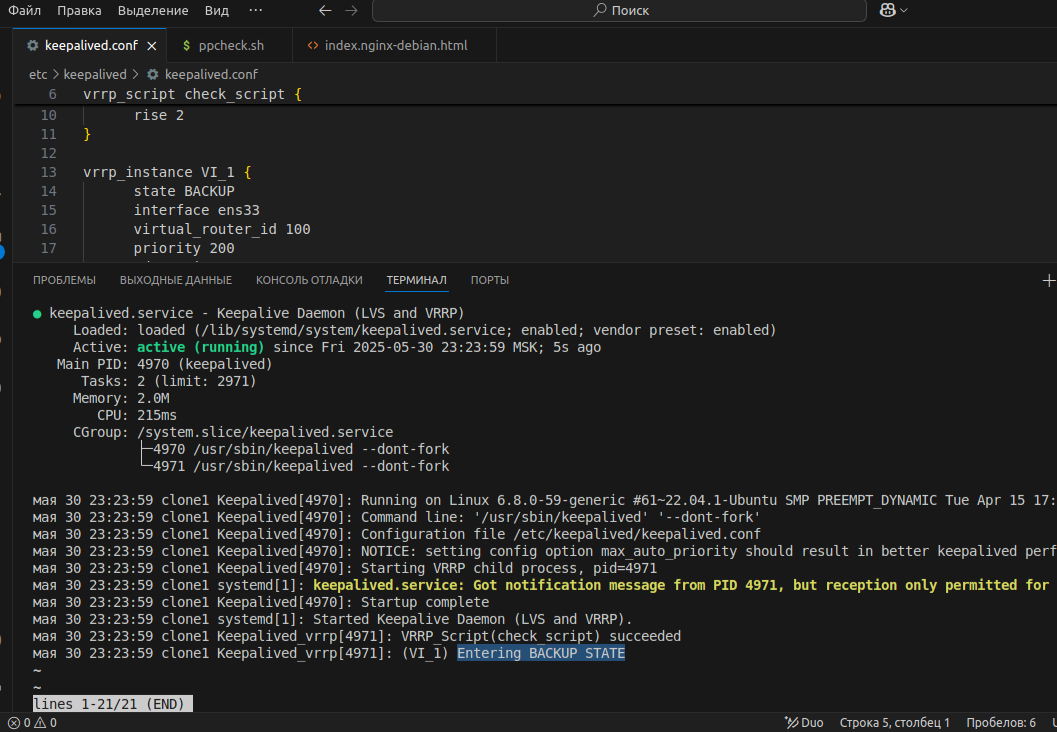 Файл Правка Выделение Вид ··· ← → Поиск
keepalived.conf × $ ppcheck.sh <> index.nginx-debian.html
etc > keepalived > keepalived.conf
6 vrrp_script check_script {
10 rise 2
11 }
12
13 vrrp_instance VI_1 {
14 state BACKUP
15 interface ens33
16 virtual_router_id 100
17 priority 200
ПРОБЛЕМЫ ВЫХОДНЫЕ ДАННЫЕ КОНСОЛЬ ОТЛАДКИ ТЕРМИНАЛ ПОРТЫ +
● keepalived.service - Keepalive Daemon (LVS and VRRP)
Loaded: loaded (/lib/systemd/system/keepalived.service; enabled; vendor preset: enabled)
Active: active (running) since Fri 2025-05-30 23:23:59 MSK; 5s ago
Main PID: 4970 (keepalived)
Tasks: 2 (limit: 2971)
Memory: 2.0M
CPU: 215ms
CGroup: /system.slice/keepalived.service
├─4970 /usr/sbin/keepalived --dont-fork
└─4971 /usr/sbin/keepalived --dont-fork
мая 30 23:23:59 clone1 Keepalived[4970]: Running on Linux 6.8.0-59-generic #61~22.04.1-Ubuntu SMP PREEMPT_DYNAMIC Tue Apr 15 17:
мая 30 23:23:59 clone1 Keepalived[4970]: Command line: '/usr/sbin/keepalived' '--dont-fork'
мая 30 23:23:59 clone1 Keepalived[4970]: Configuration file /etc/keepalived/keepalived.conf
мая 30 23:23:59 clone1 Keepalived[4970]: NOTICE: setting config option max_auto_priority should result in better keepalived perf
мая 30 23:23:59 clone1 Keepalived[4970]: Starting VRRP child process, pid=4971
мая 30 23:23:59 clone1 systemd[1]: keepalived.service: Got notification message from PID 4971, but reception only permitted for
мая 30 23:23:59 clone1 Keepalived[4970]: Startup complete
мая 30 23:23:59 clone1 systemd[1]: Started Keepalive Daemon (LVS and VRRP).
мая 30 23:23:59 clone1 Keepalived_vrrp[4971]: VRRP_Script(check_script) succeeded
мая 30 23:23:59 clone1 Keepalived_vrrp[4971]: (VI_1) Entering BACKUP STATE
~
~
lines 1-21/21 (END)
0 0 Duo Строка 5, столбец 1 Пробелов: 6